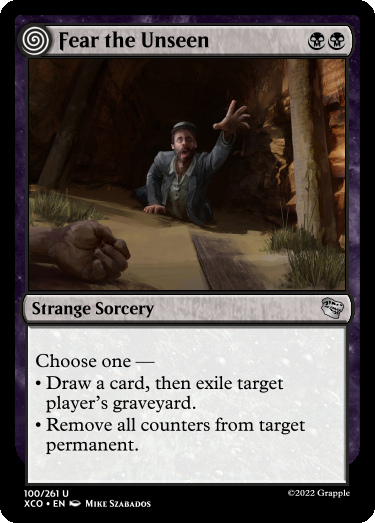 Fear the Unseen
Strange Sorcery
Choose one —
• Draw a card, then exile target
player's graveyard.
• Remove all counters from target
permanent.
100/261 U
XCO • EN Mike Szabados
©2022 Grapple